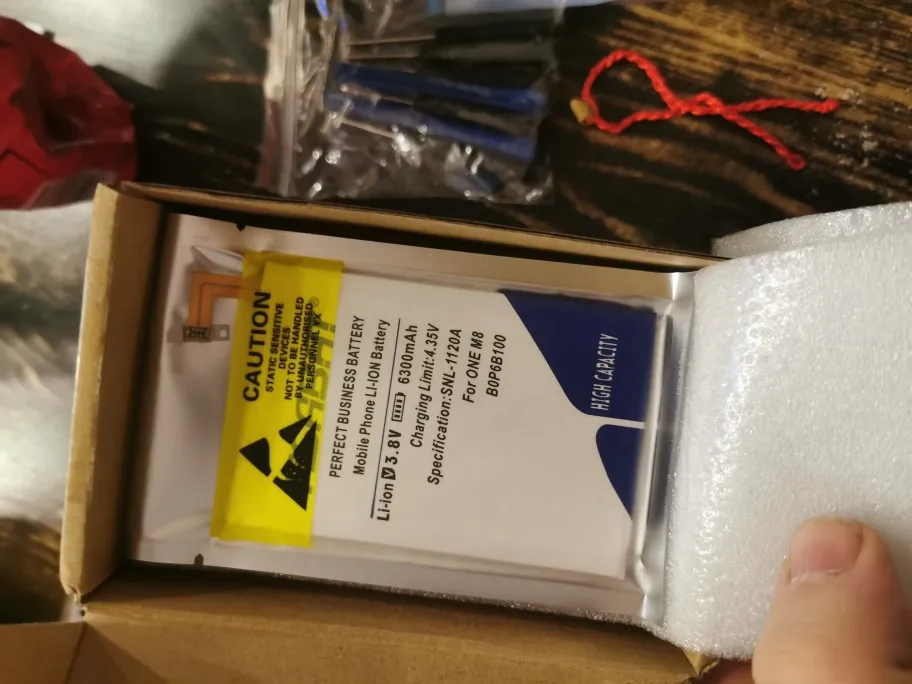 CAUTION
STATIC SENSITIVE
DEVICES
NOT TO BE HANDLED
BY UNAUTHORISED
PERSONNEL
PERFECT BUSINESS BATTERY
Mobile Phone LI-ION Battery
Li-ion 3.8V 6300mAh
Charging Limit:4.35V
Specification:SNL-1120A
For ONE M8
B0P6B100
HIGH CAPACITY